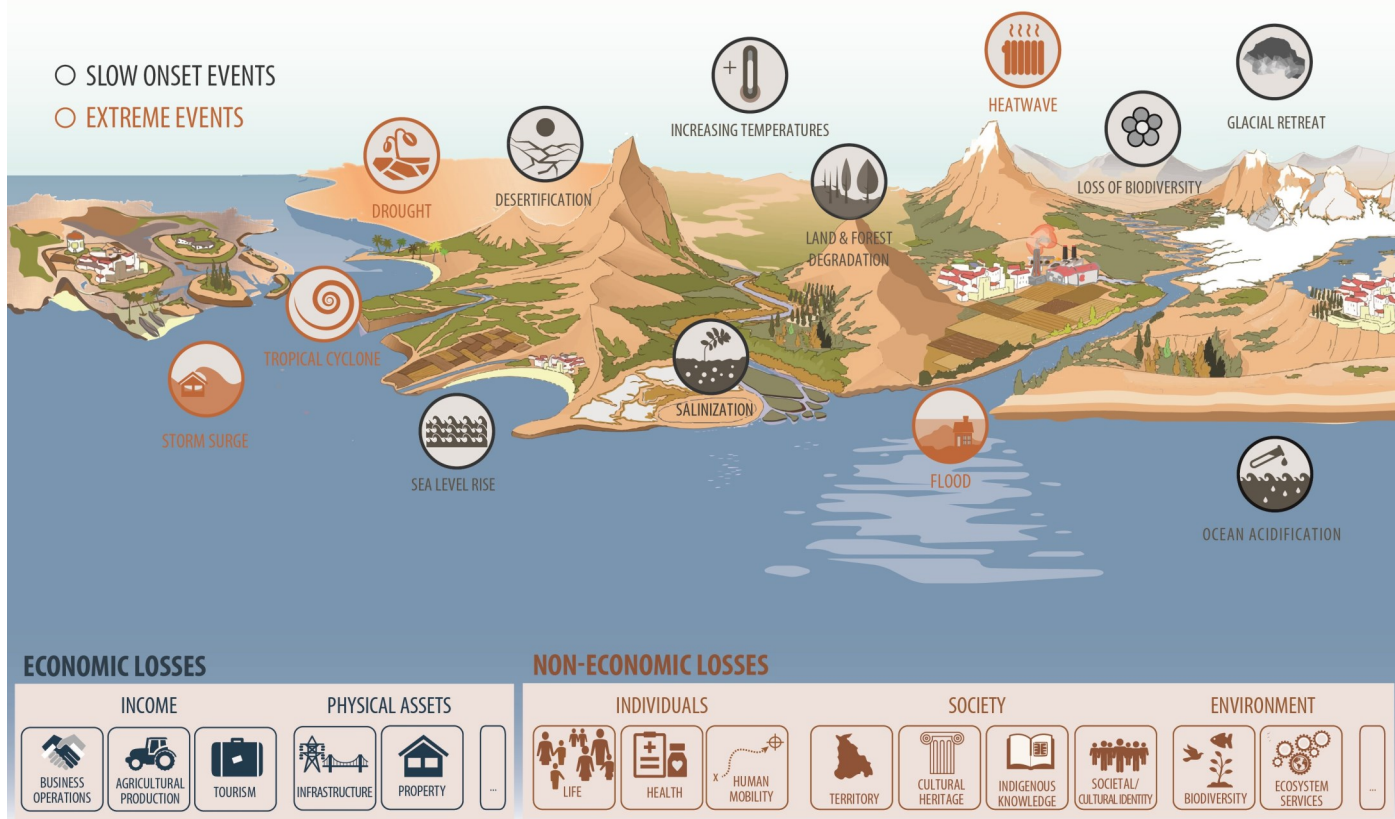 SLOW ONSET EVENTS
EXTREME EVENTS
+
HEATWAVE
INCREASING TEMPERATURES
GLACIAL RETREAT
DESERTIFICATION
LOSS OF BIODIVERSITY
DROUGHT
LAND & FOREST
DEGRADATION
TROPICAL CYCLONE
SALINIZATION
STORM SURGE
SEA LEVEL RISE
FLOOD
OCEAN ACIDIFICATION
ECONOMIC LOSSES
INCOME
PHYSICAL ASSETS
BUSINESS
OPERATIONS
AGRICULTURAL
PRODUCTION
TOURISM
INFRASTRUCTURE
PROPERTY
...
NON-ECONOMIC LOSSES
INDIVIDUALS
SOCIETY
ENVIRONMENT
LIFE
HEALTH
X
HUMAN
MOBILITY
TERRITORY
CULTURAL
HERITAGE
INDIGENOUS
KNOWLEDGE
SOCIETAL/
CULTURAL IDENTITY
BIODIVERSITY
ECOSYSTEM
SERVICES
...